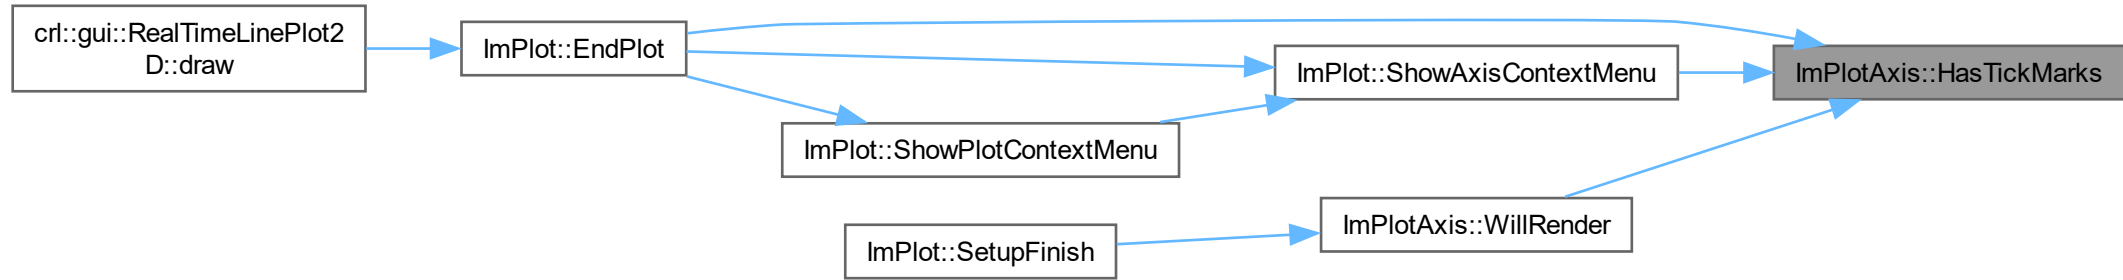 crl::gui::RealTimeLinePlot2
D::draw
ImPlot::EndPlot
ImPlot::ShowAxisContextMenu
ImPlotAxis::HasTickMarks
ImPlot::ShowPlotContextMenu
ImPlotAxis::WillRender
ImPlot::SetupFinish